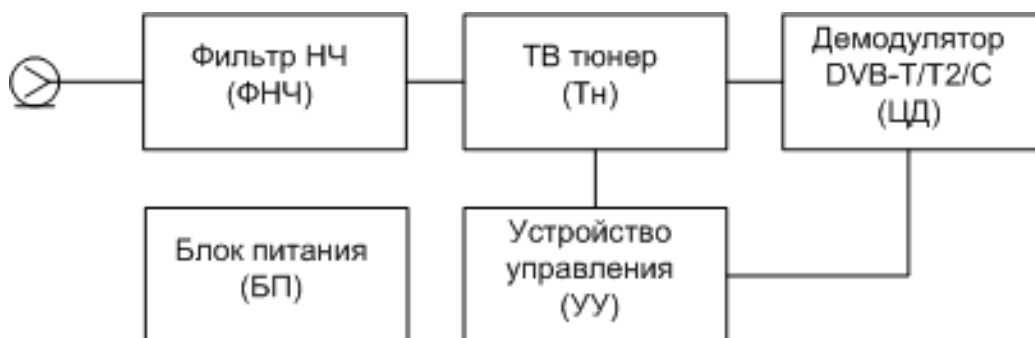 Фильтр НЧ
(ФНЧ)
ТВ тюнер
(Тн)
Демодулятор
DVB-T/T2/C
(ЦД)
Блок питания
(БП)
Устройство
управления
(УУ)